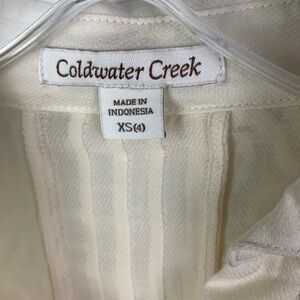 Coldwater Creek
MADE IN
INDONESIA
XS(4)